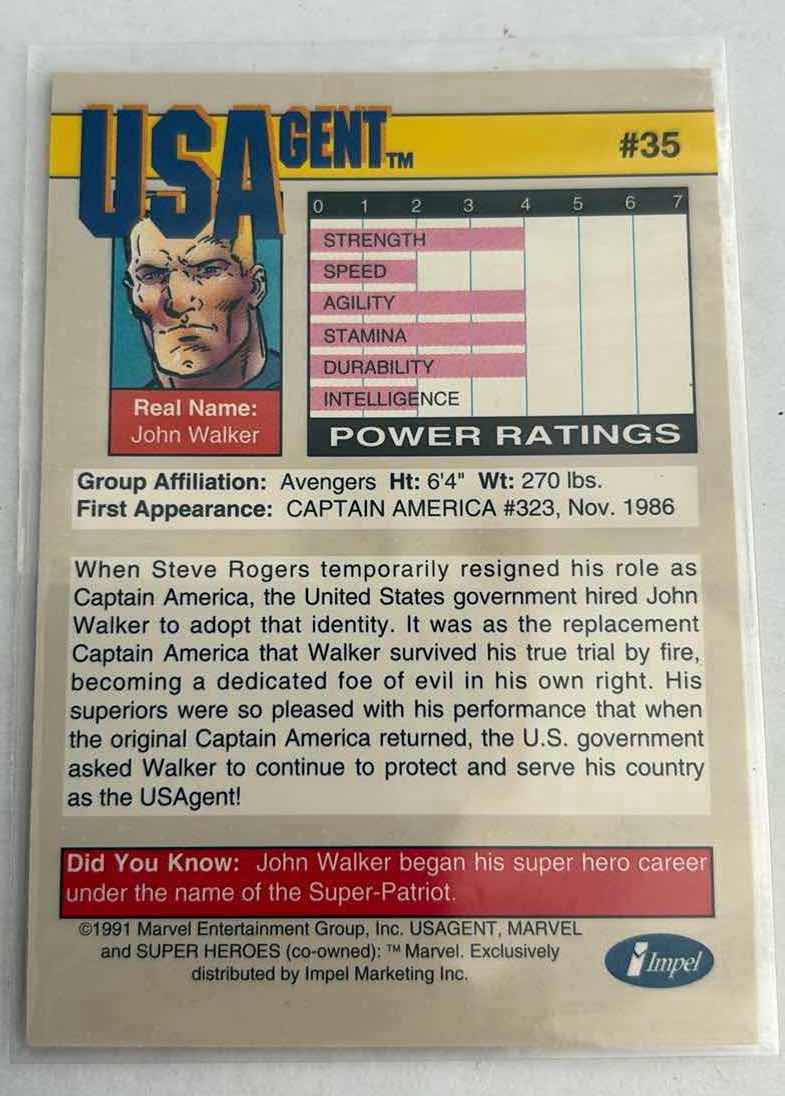 USAGENT™
#35
0 1 2 3 4 5 6 7
STRENGTH
SPEED
AGILITY
STAMINA
DURABILITY
INTELLIGENCE
POWER RATINGS
Real Name:
John Walker
Group Affiliation: Avengers Ht: 6'4" Wt: 270 lbs.
First Appearance: CAPTAIN AMERICA #323, Nov. 1986
When Steve Rogers temporarily resigned his role as
Captain America, the United States government hired John
Walker to adopt that identity. It was as the replacement
Captain America that Walker survived his true trial by fire,
becoming a dedicated foe of evil in his own right. His
superiors were so pleased with his performance that when
the original Captain America returned, the U.S. government
asked Walker to continue to protect and serve his country
as the USAgent!
Did You Know: John Walker began his super hero career
under the name of the Super-Patriot.
©1991 Marvel Entertainment Group, Inc. USAGENT, MARVEL
and SUPER HEROES (co-owned): ™ Marvel. Exclusively
distributed by Impel Marketing Inc.
Impel